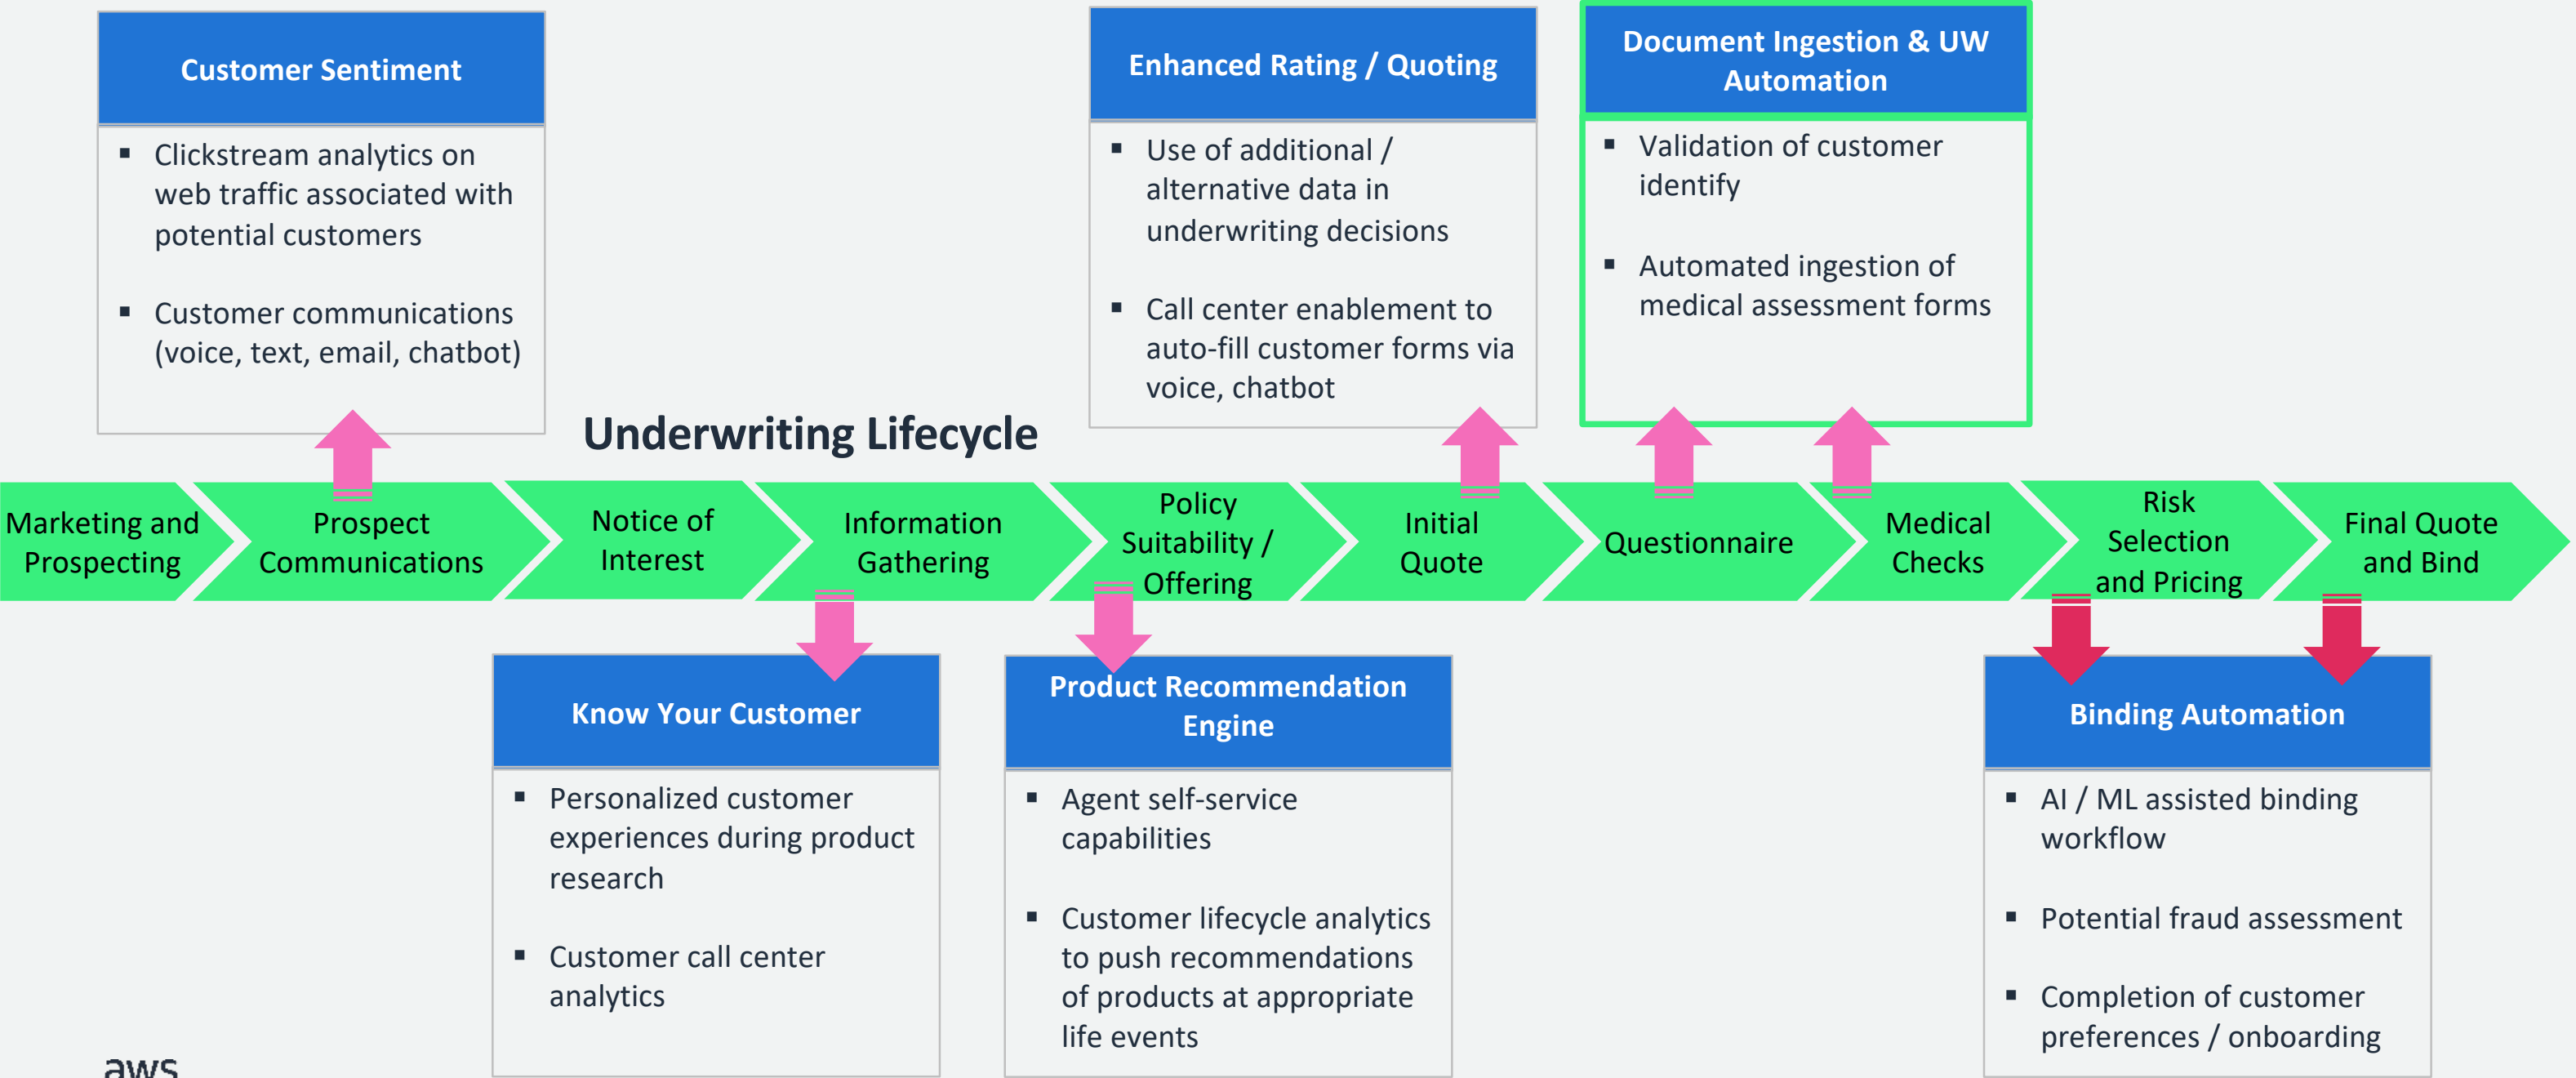 Customer Sentiment
▪ Clickstream analytics on
web traffic associated with
potential customers
▪ Customer communications
(voice, text, email, chatbot)
Enhanced Rating / Quoting
▪ Use of additional /
alternative data in
underwriting decisions
▪ Call center enablement to
auto-fill customer forms via
voice, chatbot
Document Ingestion & UW
Automation
▪ Validation of customer
identify
▪ Automated ingestion of
medical assessment forms
Underwriting Lifecycle
Marketing and
Prospecting
Prospect
Communications
Notice of
Interest
Information
Gathering
Policy
Suitability /
Offering
Initial
Quote
Questionnaire
Medical
Checks
Risk
Selection
and Pricing
Final Quote
and Bind
Know Your Customer
▪ Personalized customer
experiences during product
research
▪ Customer call center
analytics
Product Recommendation
Engine
▪ Agent self-service
capabilities
▪ Customer lifecycle analytics
to push recommendations
of products at appropriate
life events
Binding Automation
▪ AI / ML assisted binding
workflow
▪ Potential fraud assessment
▪ Completion of customer
preferences / onboarding
aws